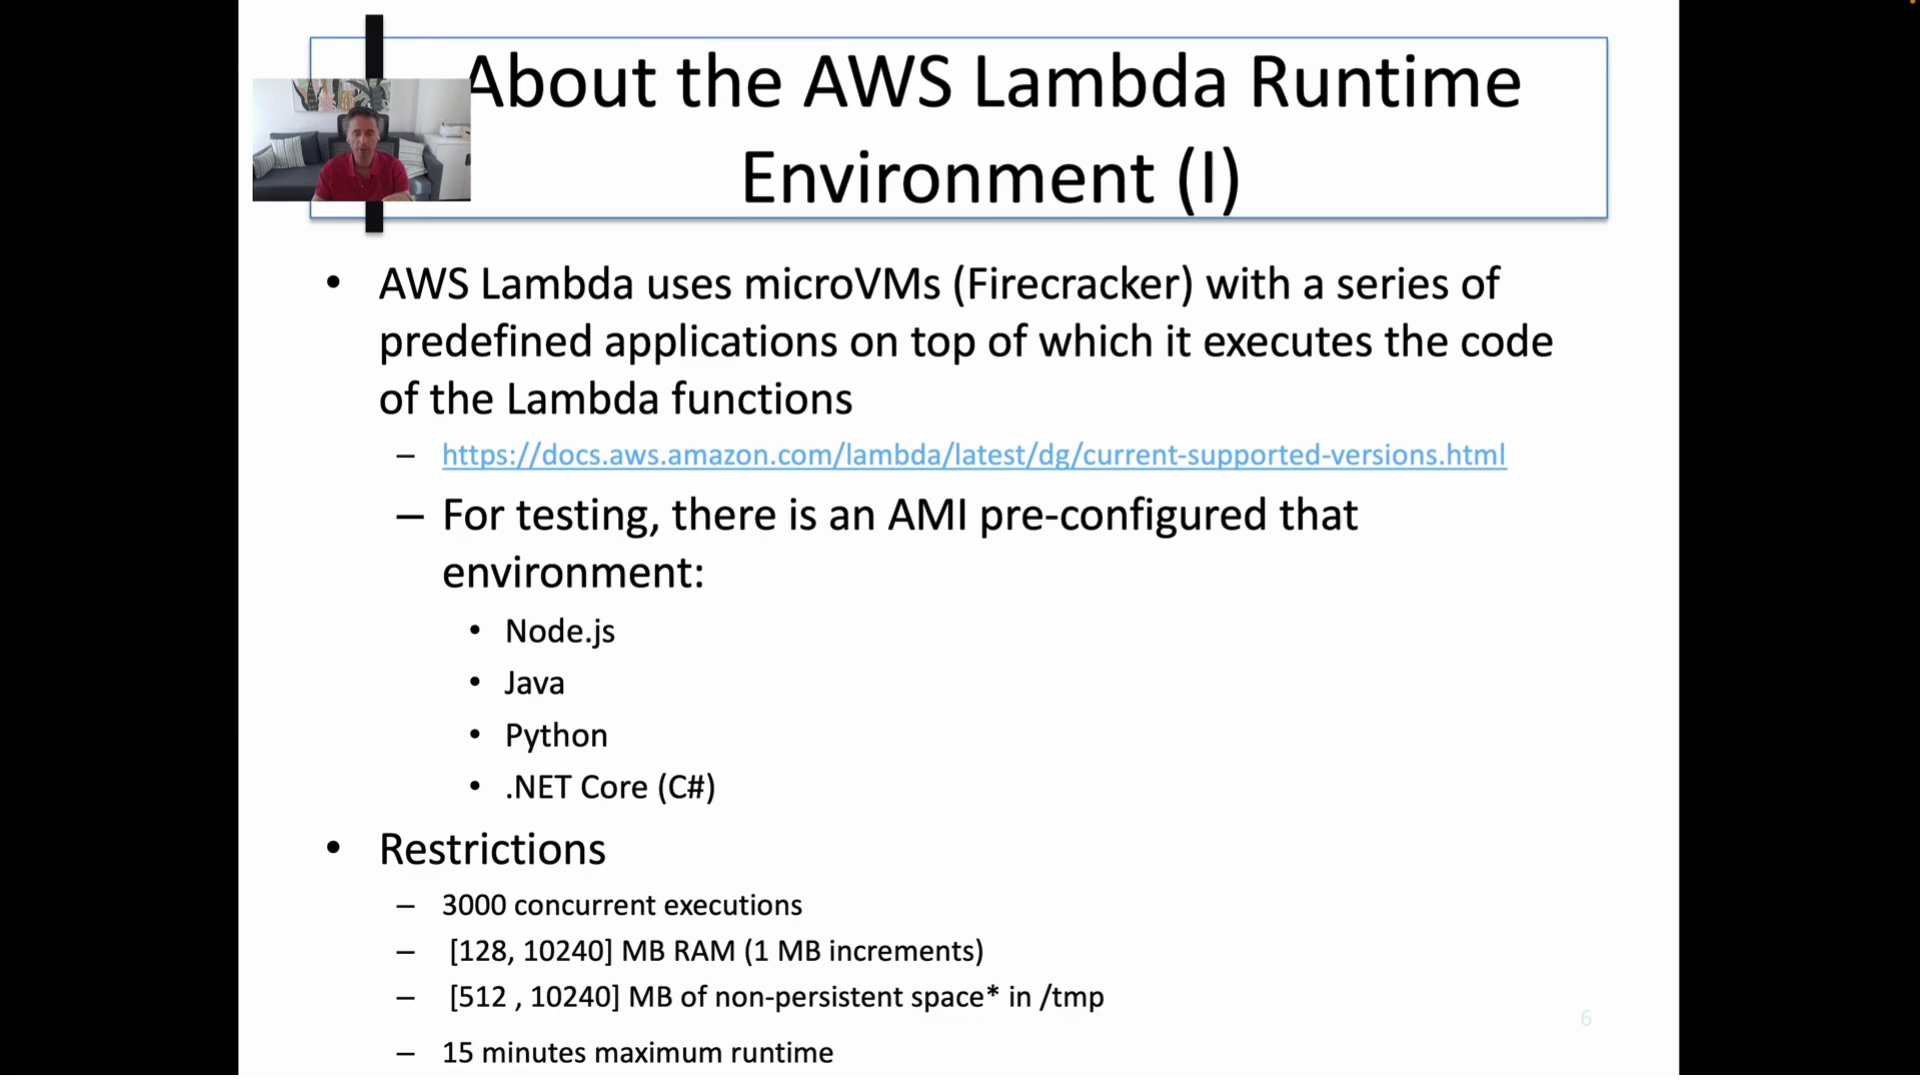 About the AWS Lambda Runtime
Environment (I)
• AWS Lambda uses microVMs (Firecracker) with a series of
predefined applications on top of which it executes the code
of the Lambda functions
– https://docs.aws.amazon.com/lambda/latest/dg/current-supported-versions.html
– For testing, there is an AMI pre-configured that
environment:
• Node.js
• Java
• Python
• .NET Core (C#)
• Restrictions
– 3000 concurrent executions
– [128, 10240] MB RAM (1 MB increments)
– [512 , 10240] MB of non-persistent space* in /tmp
– 15 minutes maximum runtime
6